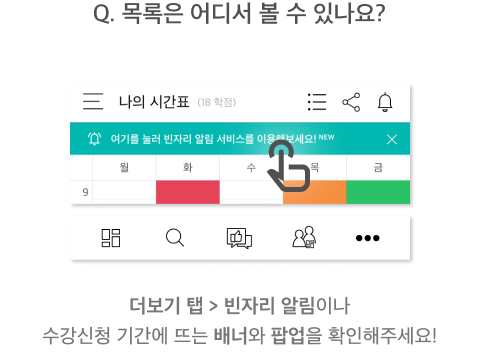 Q. 목록은 어디서 볼 수 있나요?
나의 시간표 (18 학점)
여기를 눌러 빈자리 알림 서비스를 이용해보세요! NEW
월 화 수 목 금
9
더보기 탭 > 빈자리 알림이나
수강신청 기간에 뜨는 배너와 팝업을 확인해주세요!